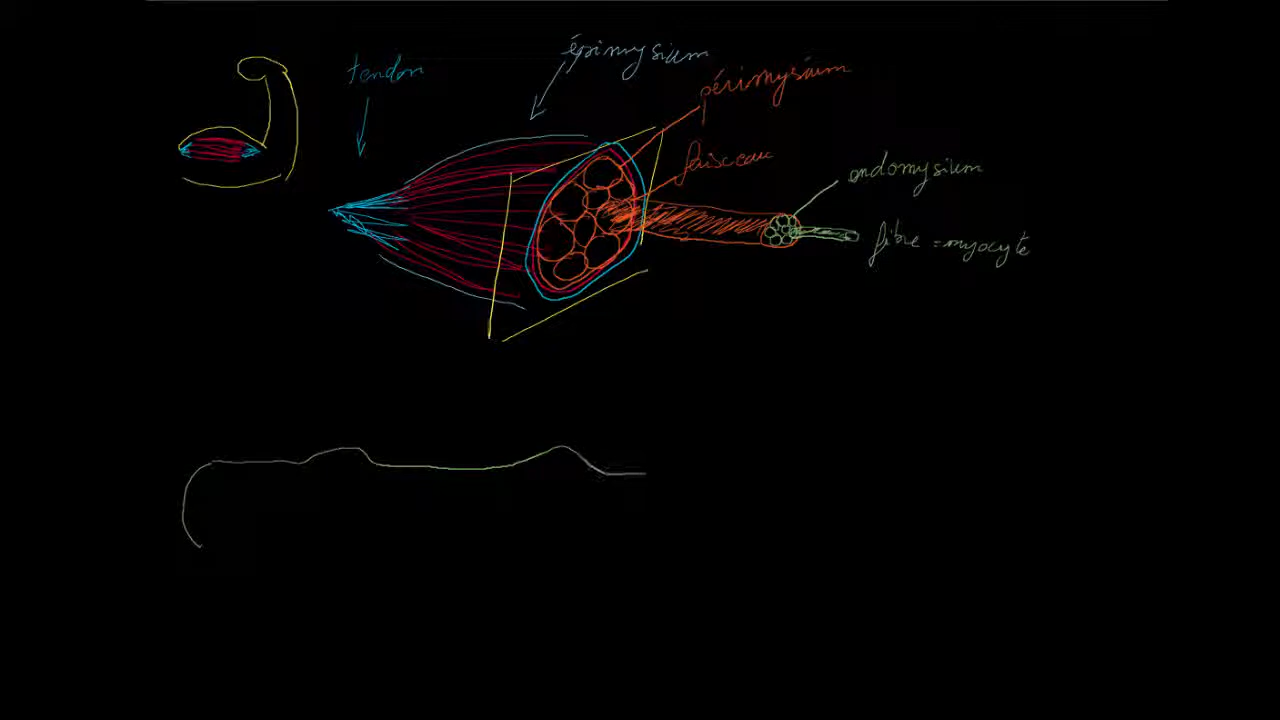 tendon
épimysium
périmysium
faisceau
endomysium
fibre = myocyte